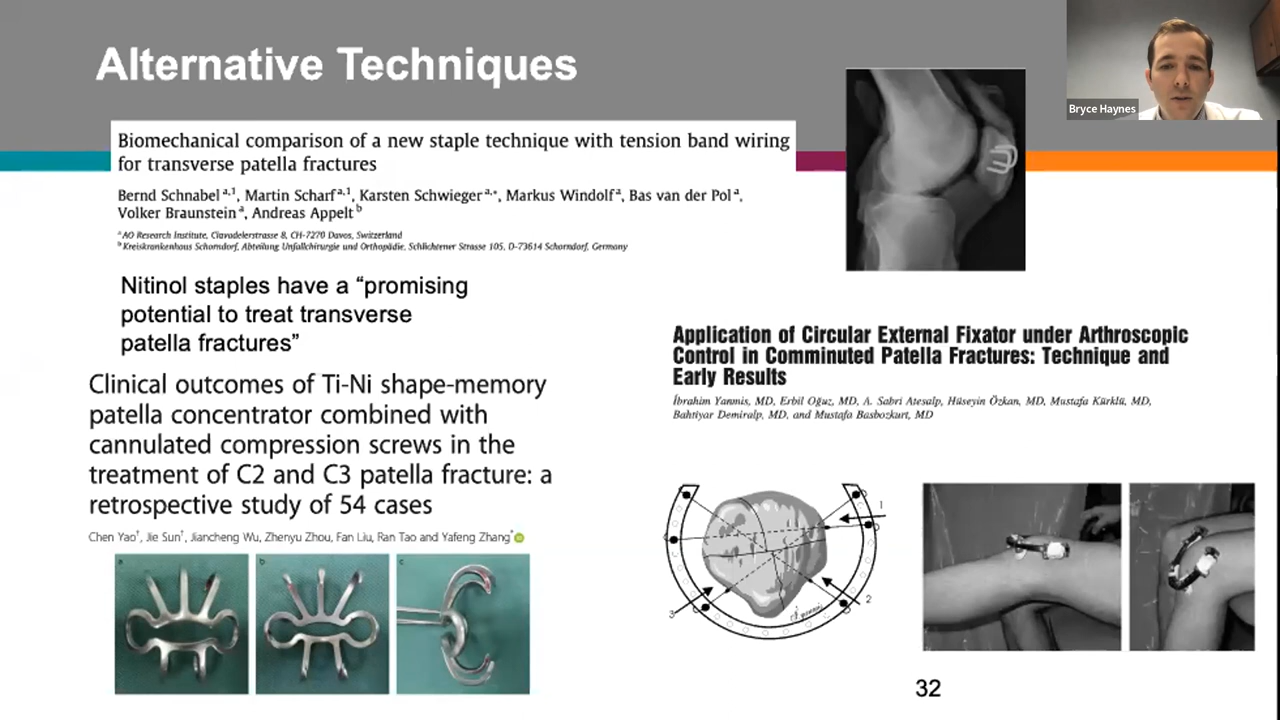 Alternative Techniques
Bryce Haynes
Biomechanical comparison of a new staple technique with tension band wiring
for transverse patella fractures
Bernd Schnabel a,1, Martin Scharf a,1, Karsten Schwieger a,*, Markus Windolf a, Bas van der Pol a,
Volker Braunstein a, Andreas Appelt b
a AO Research Institute, Clavadelerstrasse 8, CH-7270 Davos, Switzerland
b Kreiskrankenhaus Schorndorf, Abteilung Unfallchirurgie und Orthopädie, Schlichtener Strasse 105, D-73614 Schorndorf, Germany
Nitinol staples have a “promising
potential to treat transverse
patella fractures”
Clinical outcomes of Ti-Ni shape-memory
patella concentrator combined with
cannulated compression screws in the
treatment of C2 and C3 patella fracture: a
retrospective study of 54 cases
Chen Yao†, Jie Sun†, Jiancheng Wu, Zhenyu Zhou, Fan Liu, Ran Tao and Yafeng Zhang*
a
b
c
Application of Circular External Fixator under Arthroscopic
Control in Comminuted Patella Fractures: Technique and
Early Results
İbrahim Yanmis, MD, Erbil Oğuz, MD, A. Sabri Atesalp, Hüseyin Özkan, MD, Mustafa Kürklü, MD,
Bahtiyar Demiralp, MD, and Mustafa Basbozkurt, MD
1
2
3
32